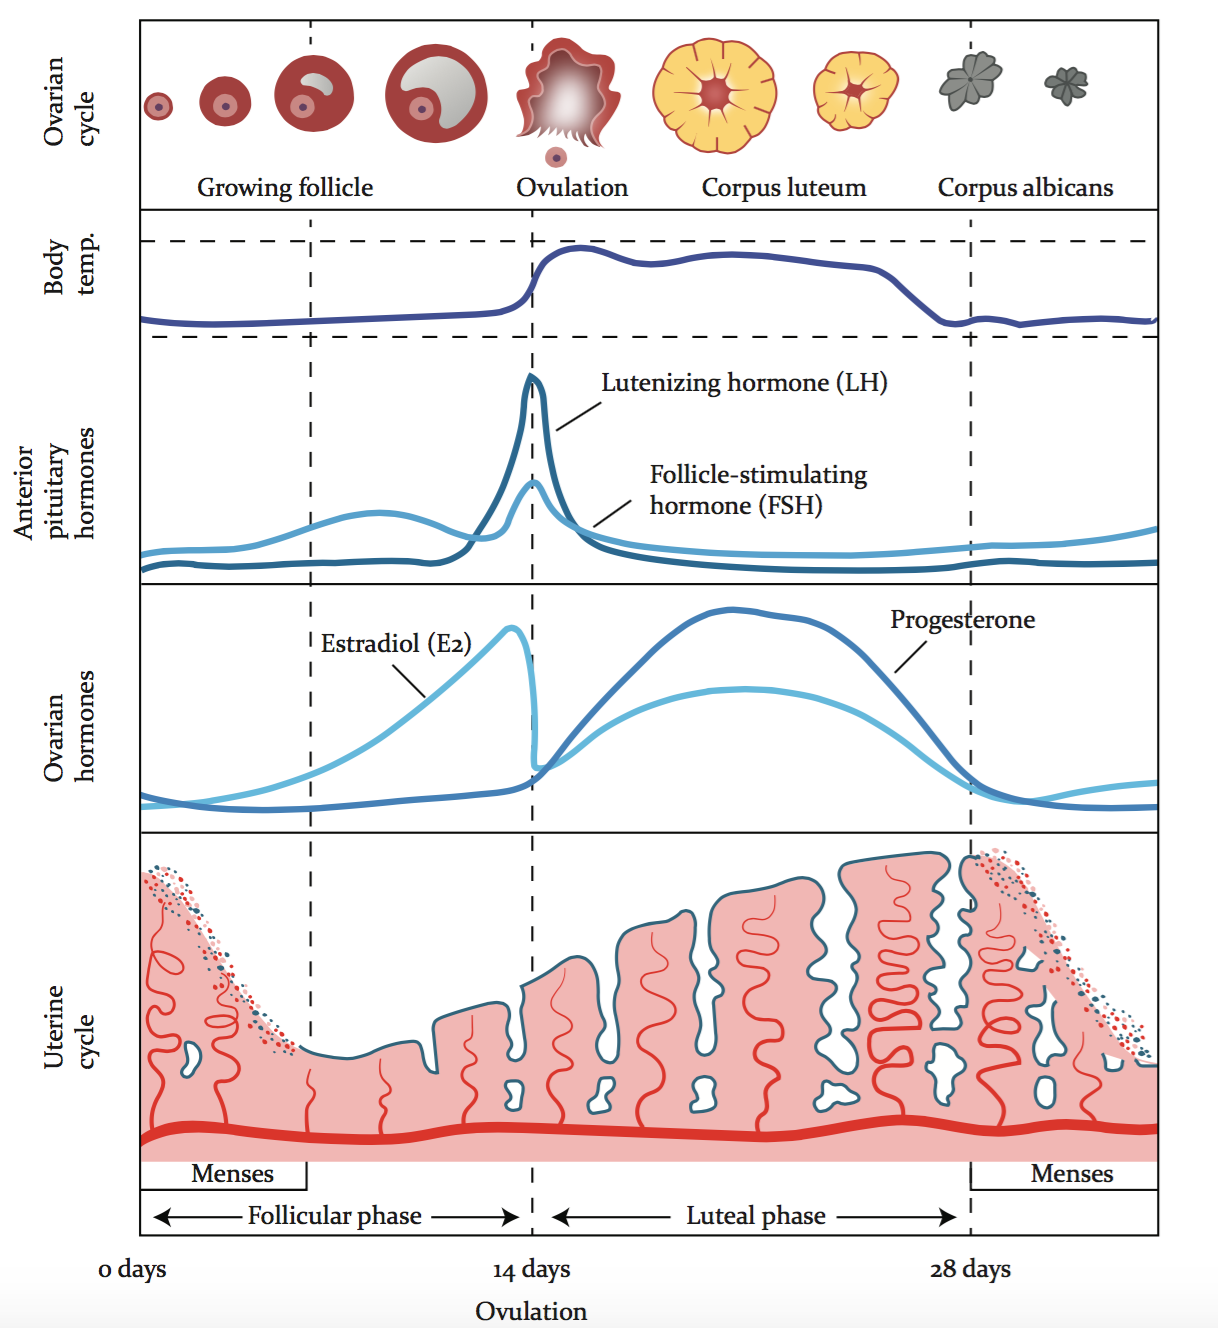 Ovarian
cycle
Growing follicle
Ovulation
Corpus luteum
Corpus albicans
Body
temp.
Anterior
pituitary
hormones
Lutenizing hormone (LH)
Follicle-stimulating
hormone (FSH)
Ovarian
hormones
Estradiol (E2)
Progesterone
Uterine
cycle
Menses
Menses
Follicular phase
Luteal phase
0 days
14 days
28 days
Ovulation